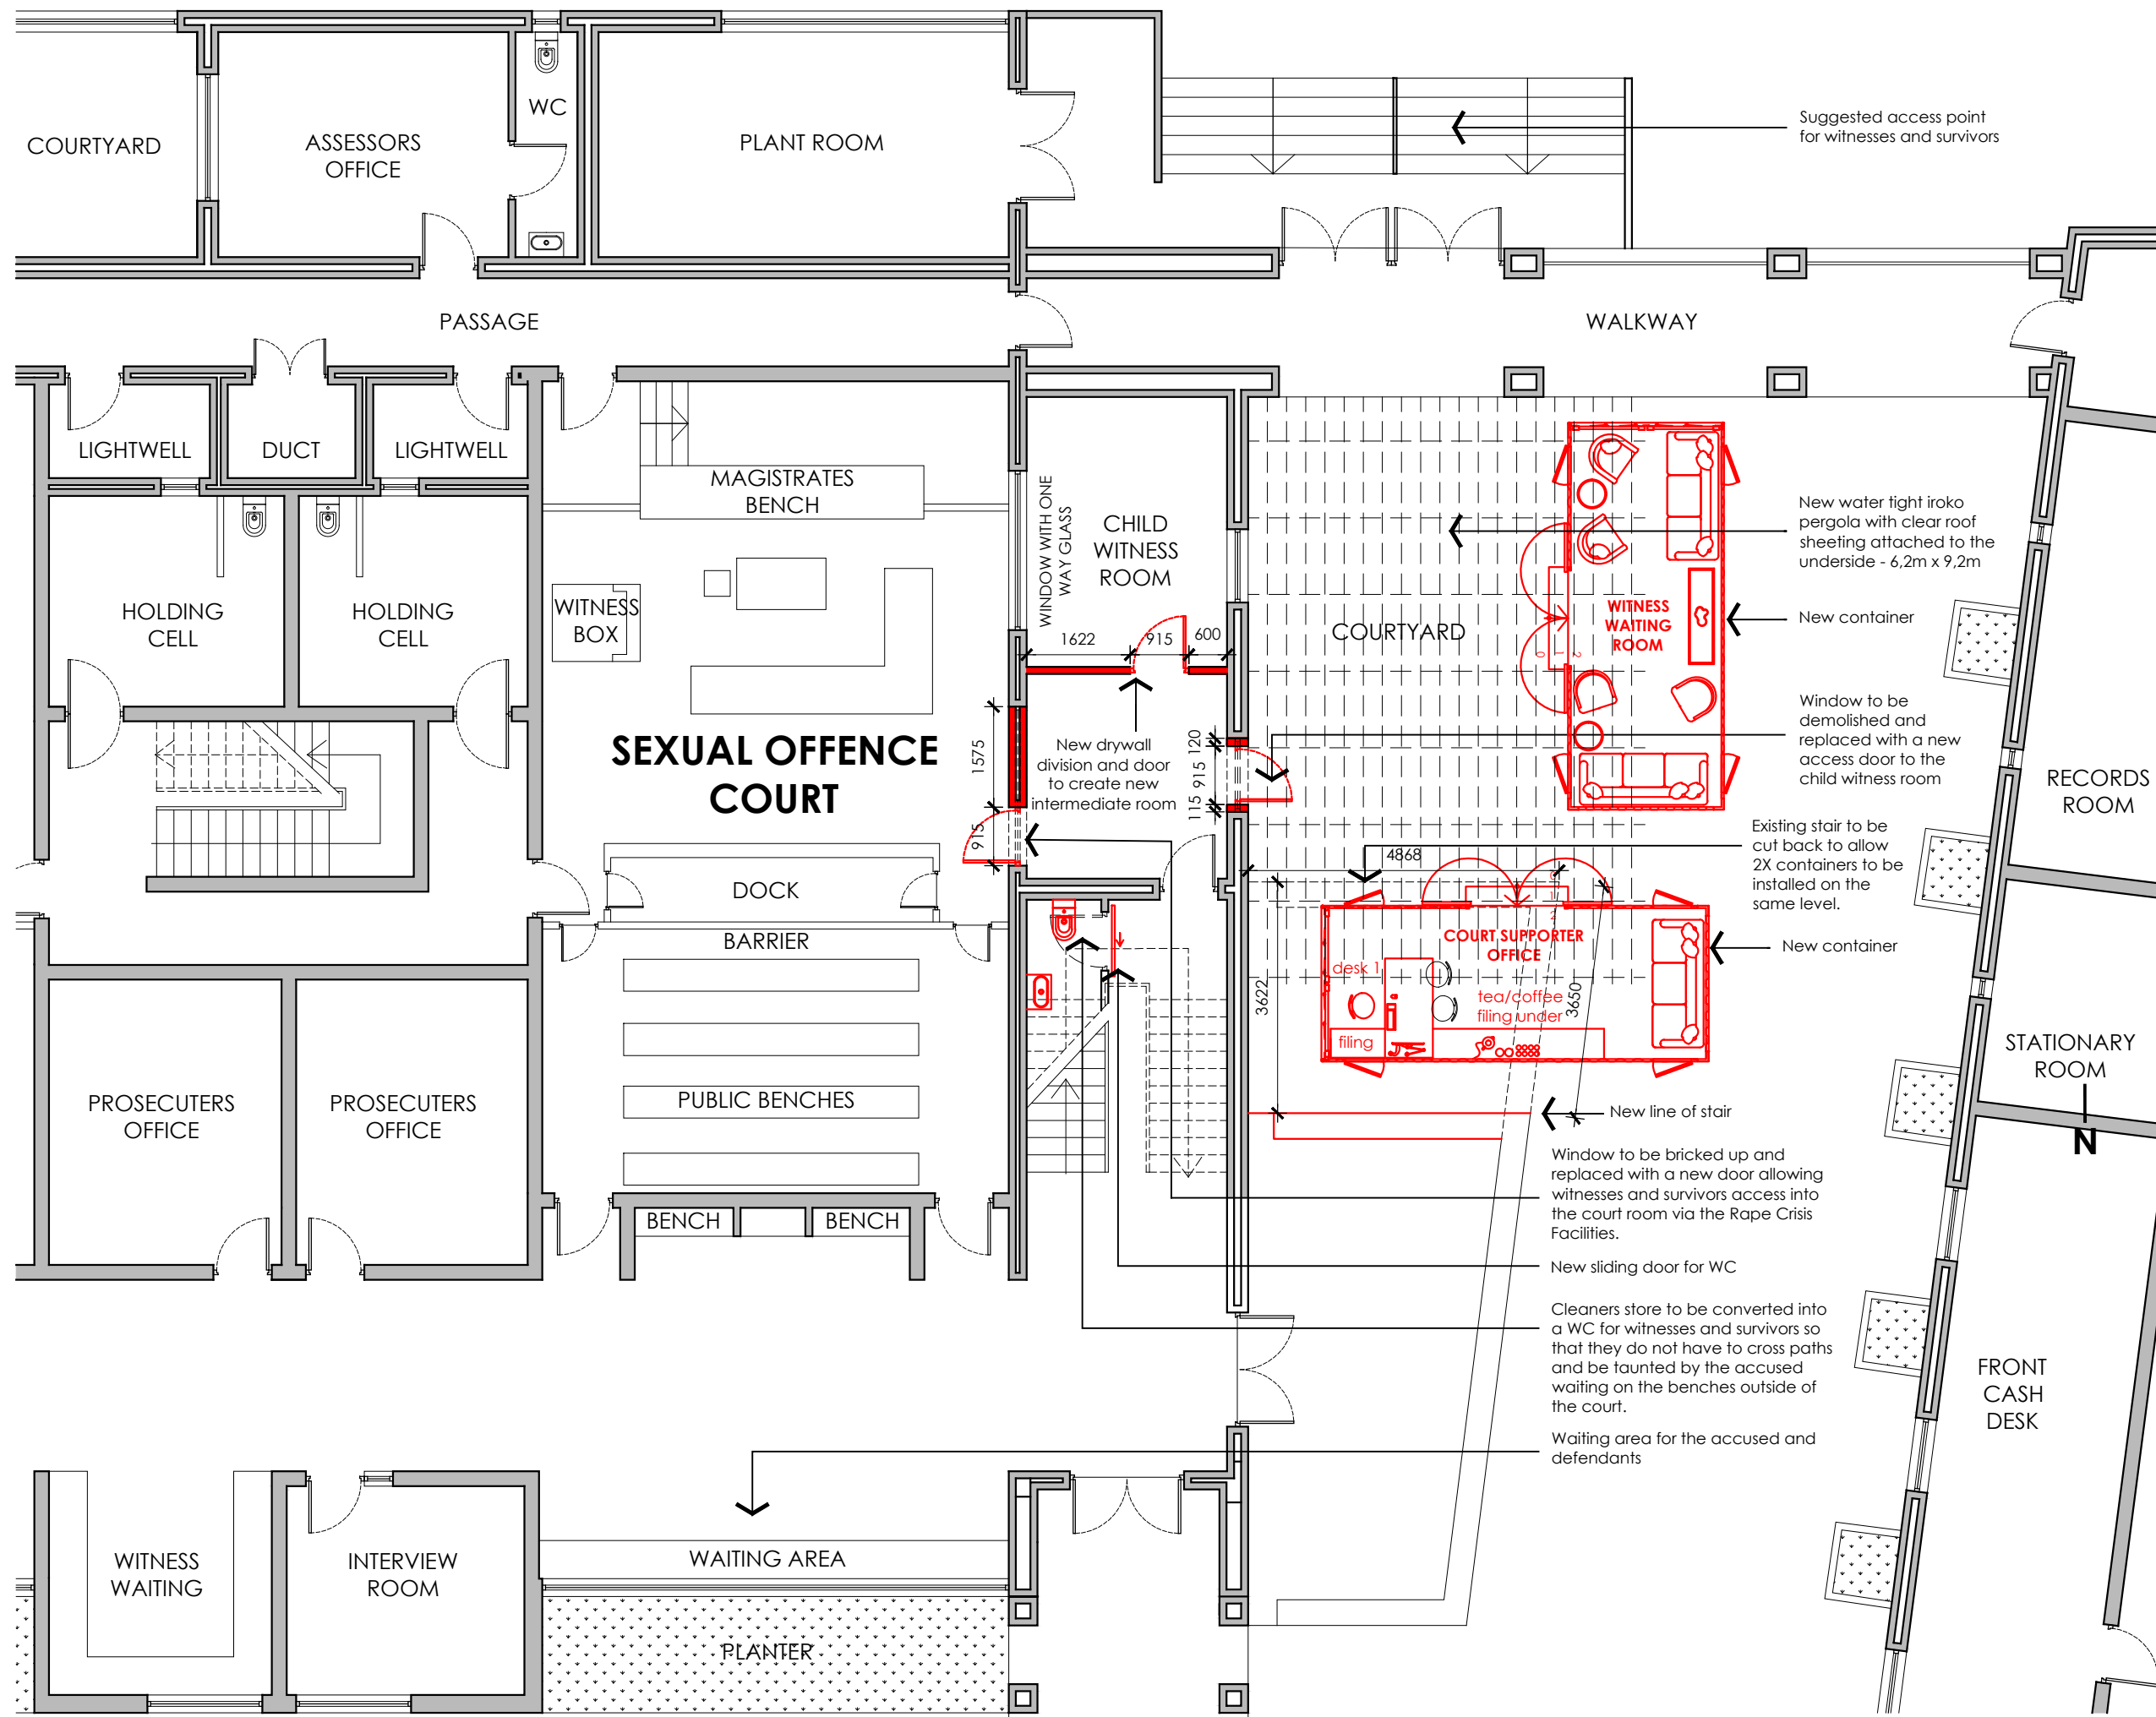 COURTYARD
ASSESSORS
OFFICE
WC
PLANT ROOM
Suggested access point
for witnesses and survivors
PASSAGE
WALKWAY
LIGHTWELL
DUCT
LIGHTWELL
MAGISTRATES
BENCH
WINDOW WITH ONE
WAY GLASS
CHILD
WITNESS
ROOM
New water tight iroko
pergola with clear roof
sheeting attached to the
underside - 6,2m x 9,2m
HOLDING
CELL
HOLDING
CELL
WITNESS
BOX
COURTYARD
WITNESS
WAITING
ROOM
New container
1622
915
600
0
1
2
SEXUAL OFFENCE
COURT
1575
915
New drywall
division and door
to create new
intermediate room
120
915
115
Window to be
demolished and
replaced with a new
access door to the
child witness room
RECORDS
ROOM
Existing stair to be
cut back to allow
2X containers to be
installed on the
same level.
4868
DOCK
BARRIER
0
1
2
COURT SUPPORTER
OFFICE
New container
desk 1
tea/coffee
filing under
filing
3622
3650
STATIONARY
ROOM
N
PROSECUTERS
OFFICE
PROSECUTERS
OFFICE
PUBLIC BENCHES
New line of stair
Window to be bricked up and
replaced with a new door allowing
witnesses and survivors access into
the court room via the Rape Crisis
Facilities.
BENCH
BENCH
New sliding door for WC
Cleaners store to be converted into
a WC for witnesses and survivors so
that they do not have to cross paths
and be taunted by the accused
waiting on the benches outside of
the court.
FRONT
CASH
DESK
Waiting area for the accused and
defendants
WITNESS
WAITING
INTERVIEW
ROOM
WAITING AREA
PLANTER